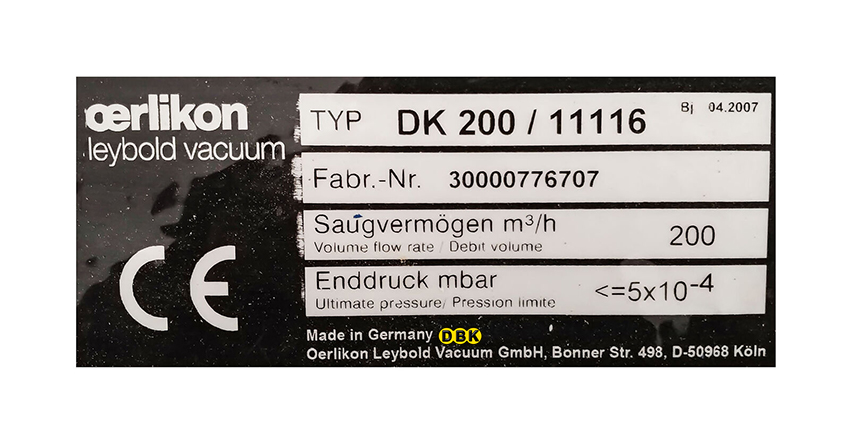 œrlikon
leybold vacuum
TYP DK 200 / 11116 Bj 04.2007
Fabr.-Nr. 30000776707
Saugvermögen m³/h 200
Volume flow rate / Debit volume
Enddruck mbar <=5x10⁻⁴
Ultimate pressure/ Pression limite
CE
Made in Germany DBK
Oerlikon Leybold Vacuum GmbH, Bonner Str. 498, D-50968 Köln